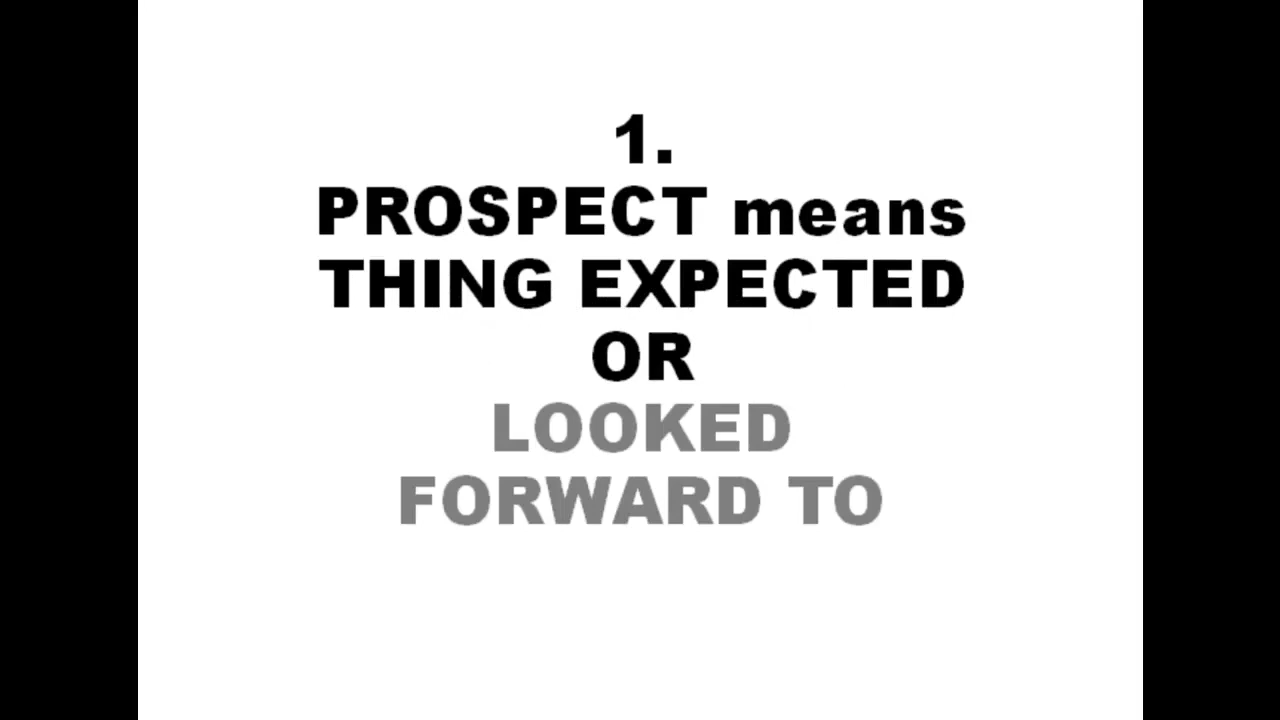 1.
PROSPECT means
THING EXPECTED
OR
LOOKED
FORWARD TO